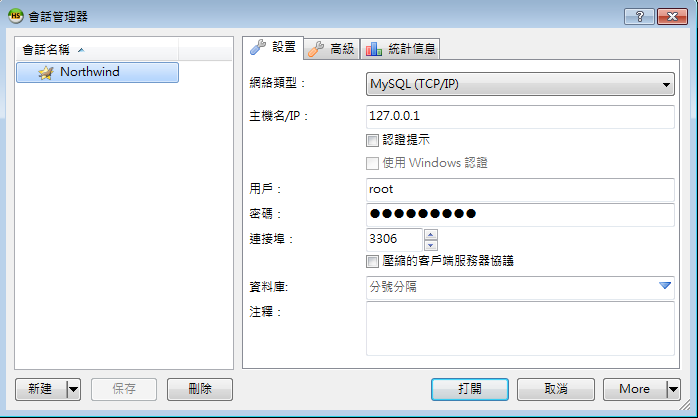 HS 會話管理器
會話名稱
Northwind
設置 高級 統計信息
網絡類型：
MySQL (TCP/IP)
主機名/IP：
127.0.0.1
認證提示
使用 Windows 認證
用戶：
root
密碼：
●●●●●●●●●
連接埠：
3306
壓縮的客戶端服務器協議
資料庫:
分號分隔
注釋：
新建 保存 刪除 打開 取消 More